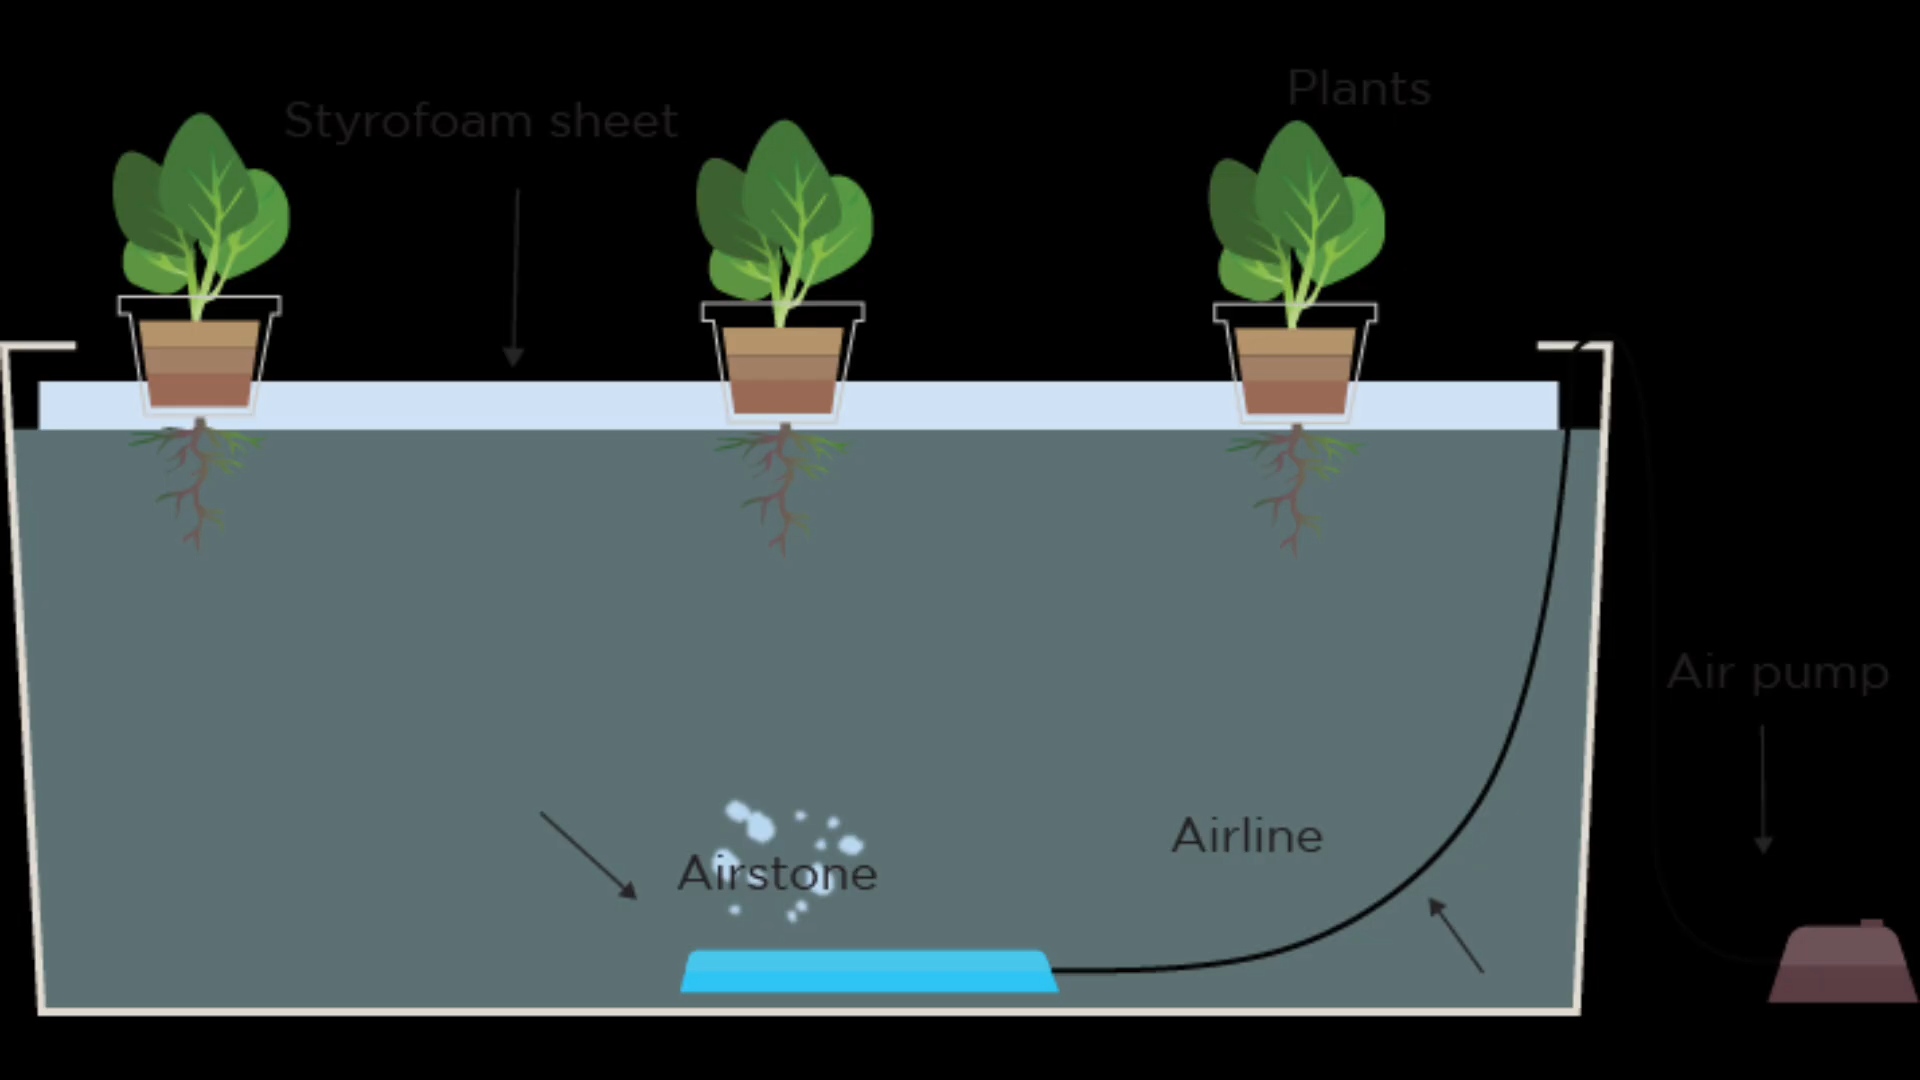 Plants
Styrofoam sheet
Air pump
Airline
Airstone